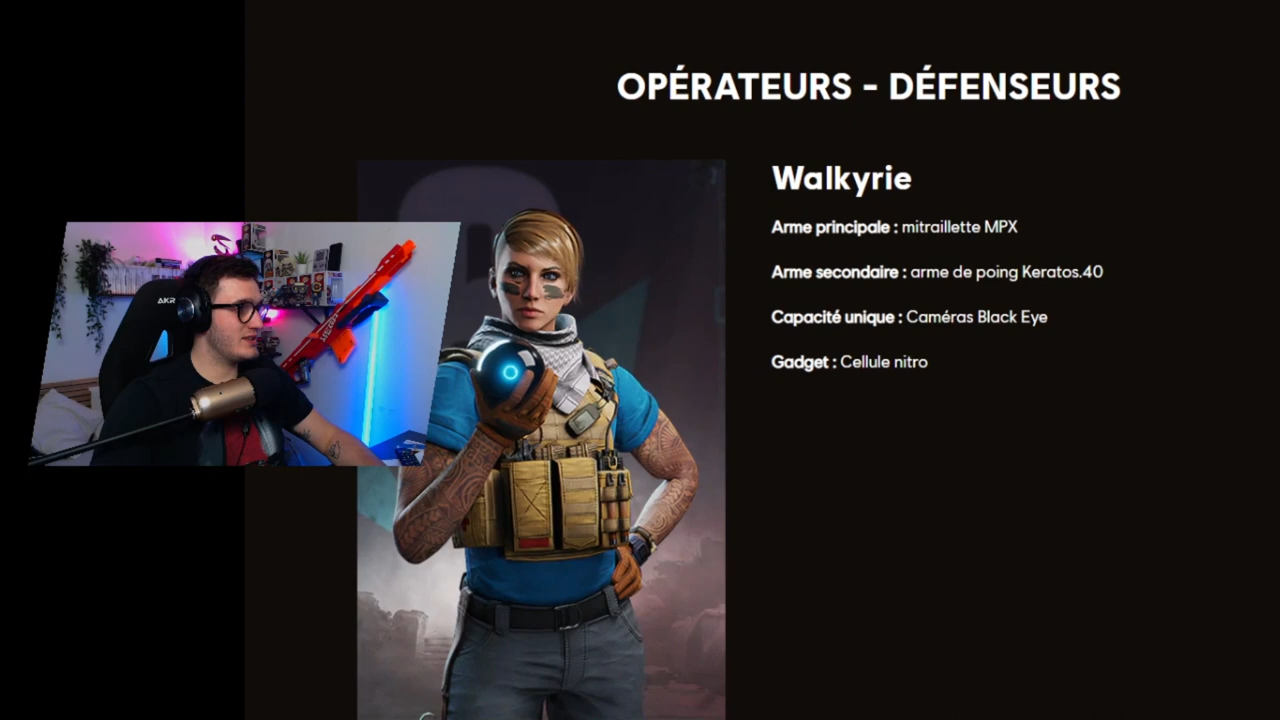 OPÉRATEURS - DÉFENSEURS
Walkyrie
Arme principale : mitraillette MPX
Arme secondaire : arme de poing Keratos.40
Capacité unique : Caméras Black Eye
Gadget : Cellule nitro